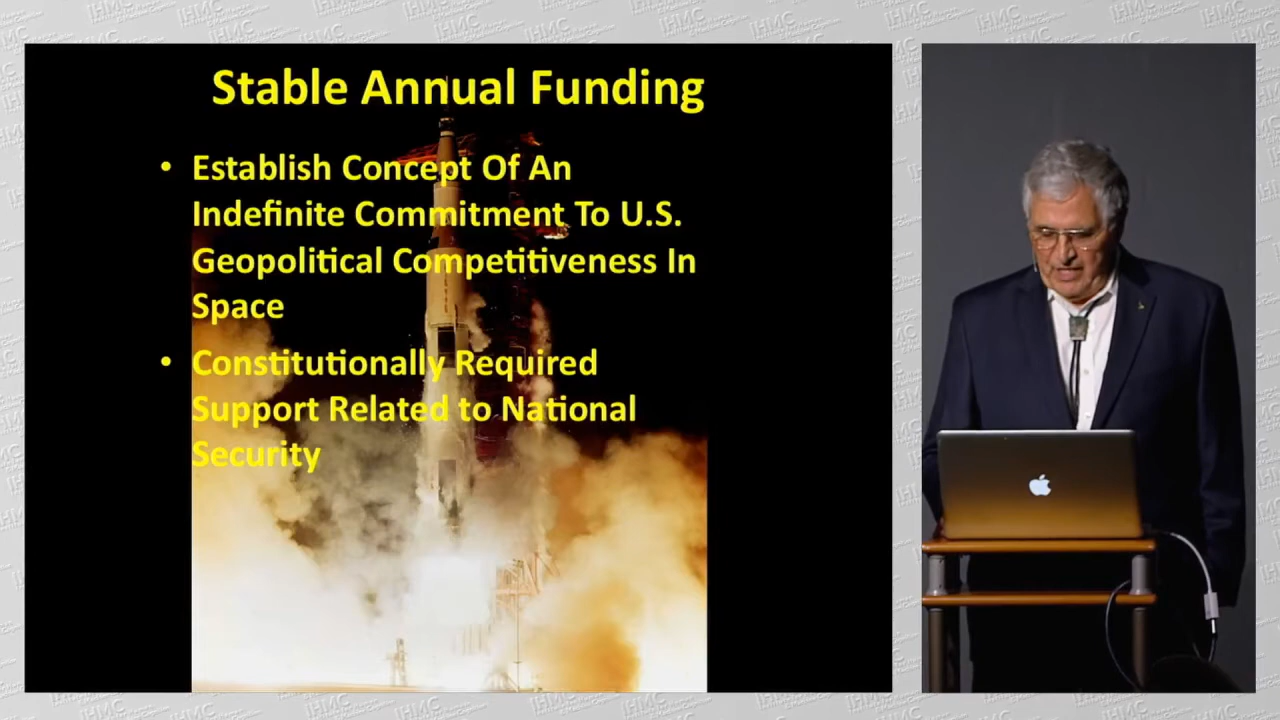 Stable Annual Funding
• Establish Concept Of An
Indefinite Commitment To U.S.
Geopolitical Competitiveness In
Space
• Constitutionally Required
Support Related to National
Security
IHMC